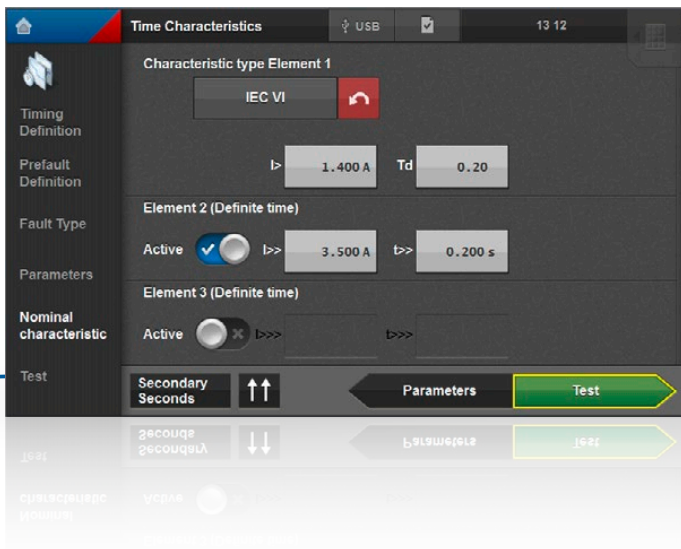 Time Characteristics
USB
13 12
Characteristic type Element 1
IEC VI
Timing
Definition
I>
1.400 A
Td
0.20
Prefault
Definition
Element 2 (Definite time)
Fault Type
Active
I>>
3.500 A
t>>
0.200 s
Parameters
Element 3 (Definite time)
Nominal
characteristic
Active
I>>>
t>>>
Test
Secondary
Seconds
Parameters
Test